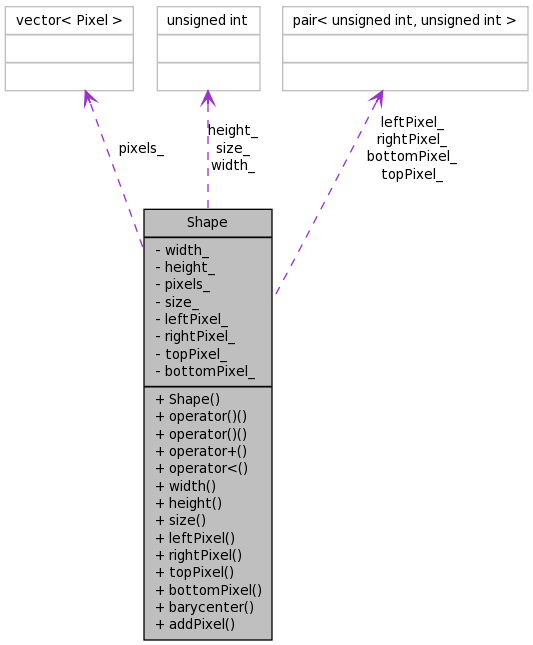 vector< Pixel >
unsigned int
pair< unsigned int, unsigned int >
pixels_
height_
size_
width_
leftPixel_
rightPixel_
bottomPixel_
topPixel_
Shape
- width_
- height_
- pixels_
- size_
- leftPixel_
- rightPixel_
- topPixel_
- bottomPixel_
+ Shape()
+ operator()()
+ operator()()
+ operator+()
+ operator<()
+ width()
+ height()
+ size()
+ leftPixel()
+ rightPixel()
+ topPixel()
+ bottomPixel()
+ barycenter()
+ addPixel()